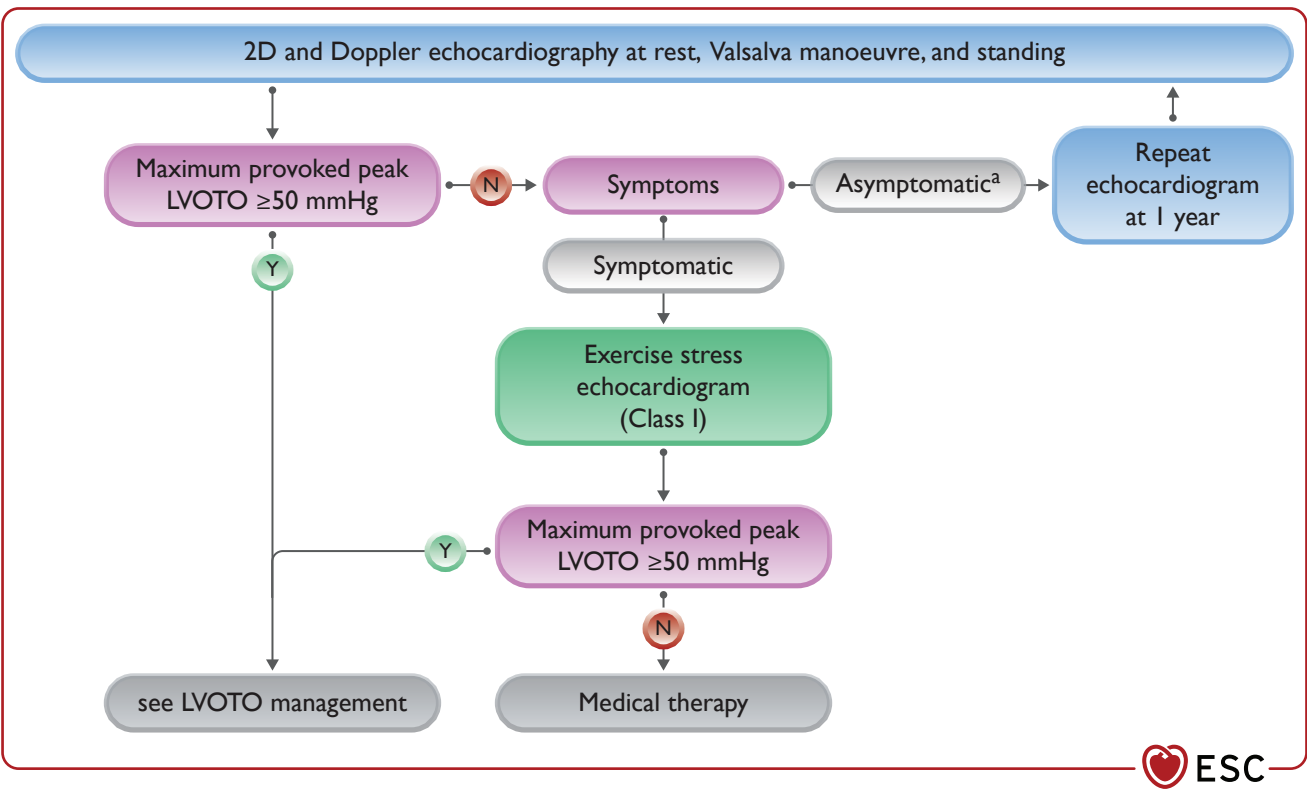 2D and Doppler echocardiography at rest, Valsalva manoeuvre, and standing
Maximum provoked peak
LVOTO ≥50 mmHg
N
Symptoms
Asymptomaticᵃ
Repeat
echocardiogram
at 1 year
Y
Symptomatic
Exercise stress
echocardiogram
(Class I)
Maximum provoked peak
LVOTO ≥50 mmHg
Y
N
see LVOTO management
Medical therapy
ESC